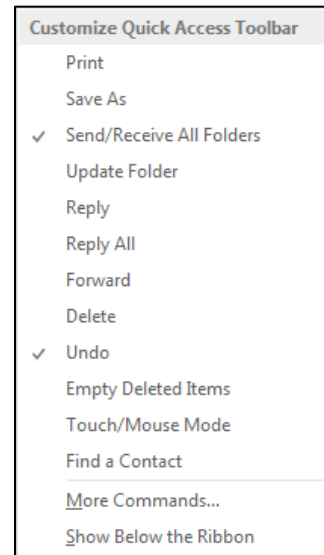 Customize Quick Access Toolbar
Print
Save As
Send/Receive All Folders
Update Folder
Reply
Reply All
Forward
Delete
Undo
Empty Deleted Items
Touch/Mouse Mode
Find a Contact
More Commands...
Show Below the Ribbon